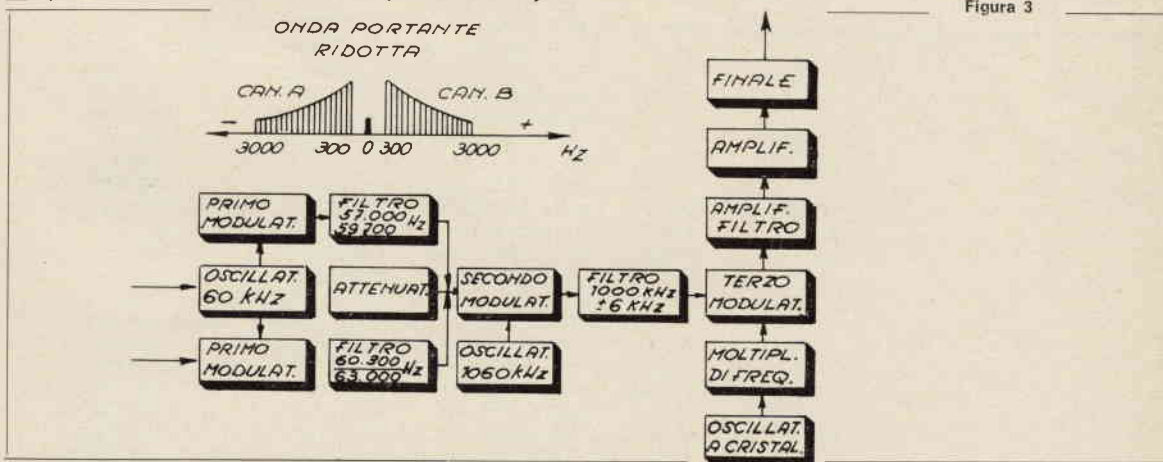 Figura 3
ONDA PORTANTE
RIDOTTA
CAN. A
CAN. B
-
+
3000 300 0 300 3000 HZ
PRIMO
MODULAT.
FILTRO
57.000 Hz
59.700
OSCILLAT.
60 KHZ
ATTENUAT.
SECONDO
MODULAT.
FILTRO
1000 KHz
±6 KHz
PRIMO
MODULAT.
FILTRO
60.300 Hz
63.000
OSCILLAT.
1060 KHz
FINALE
AMPLIF.
AMPLIF.
FILTRO
TERZO
MODULAT.
MOLTIPL.
DI FREQ.
OSCILLAT.
A CRISTAL.